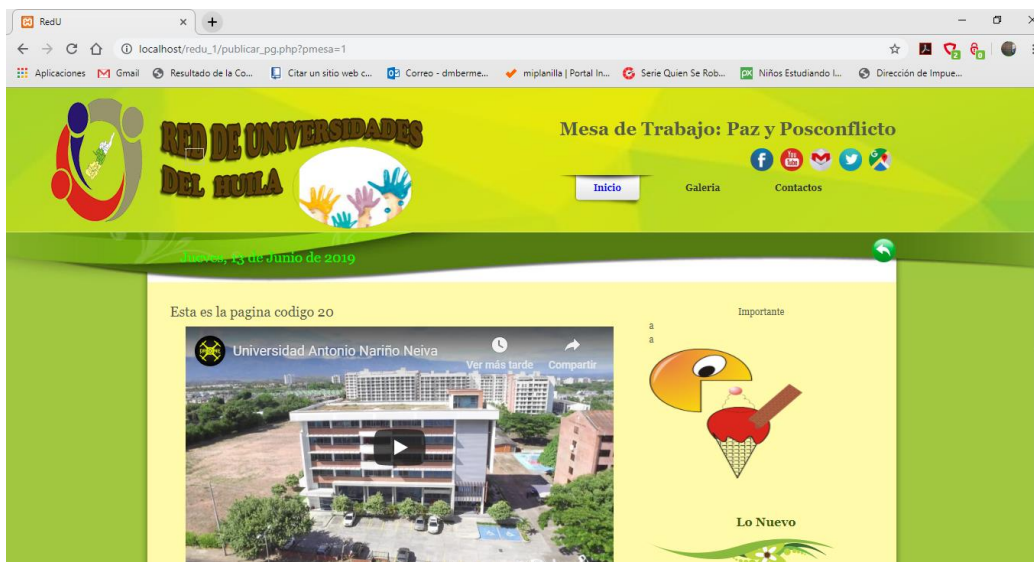 RedU
localhost/redu_1/publicar_pg.php?pmesa=1
Aplicaciones
Gmail
Resultado de la Co...
Citar un sitio web c...
Correo - dmberme...
miplanilla | Portal In...
Serie Quien Se Rob...
Niños Estudiando I...
Dirección de Impue...
RED DE UNIVERSIDADES
DEL HUILA
Mesa de Trabajo: Paz y Posconflicto
Inicio
Galeria
Contactos
Jueves, 13 de Junio de 2019
Esta es la pagina codigo 20
Universidad Antonio Nariño Neiva
Ver más tarde
Compartir
Importante
a
a
Lo Nuevo